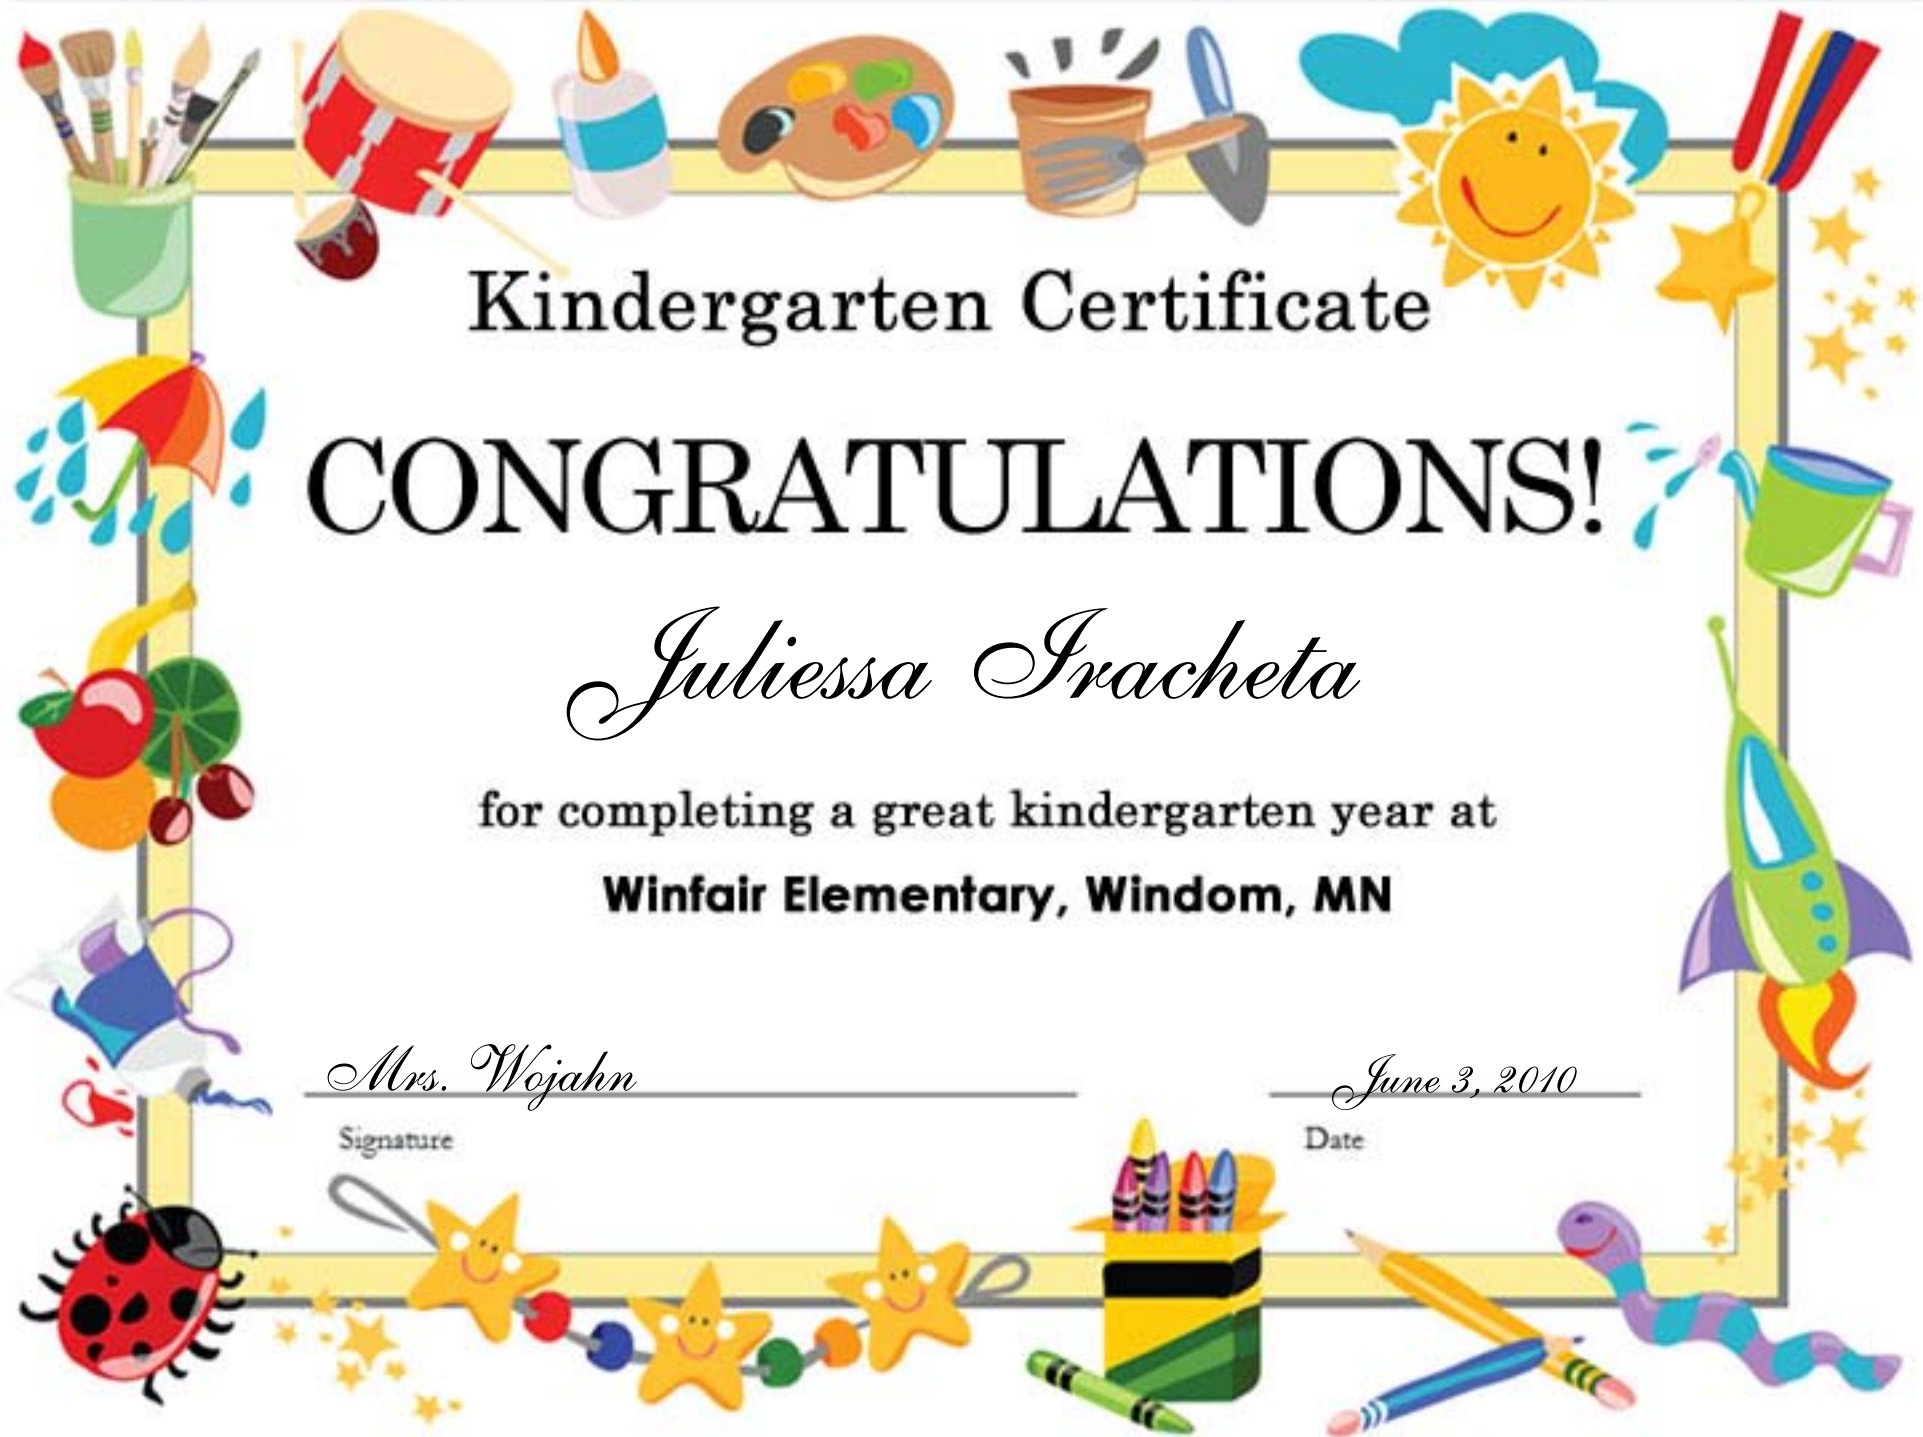 Kindergarten Certificate
CONGRATULATIONS!
Juliessa Iracheta
for completing a great kindergarten year at
Winfair Elementary, Windom, MN
Mrs. Wojahn
June 3, 2010
Signature
Date